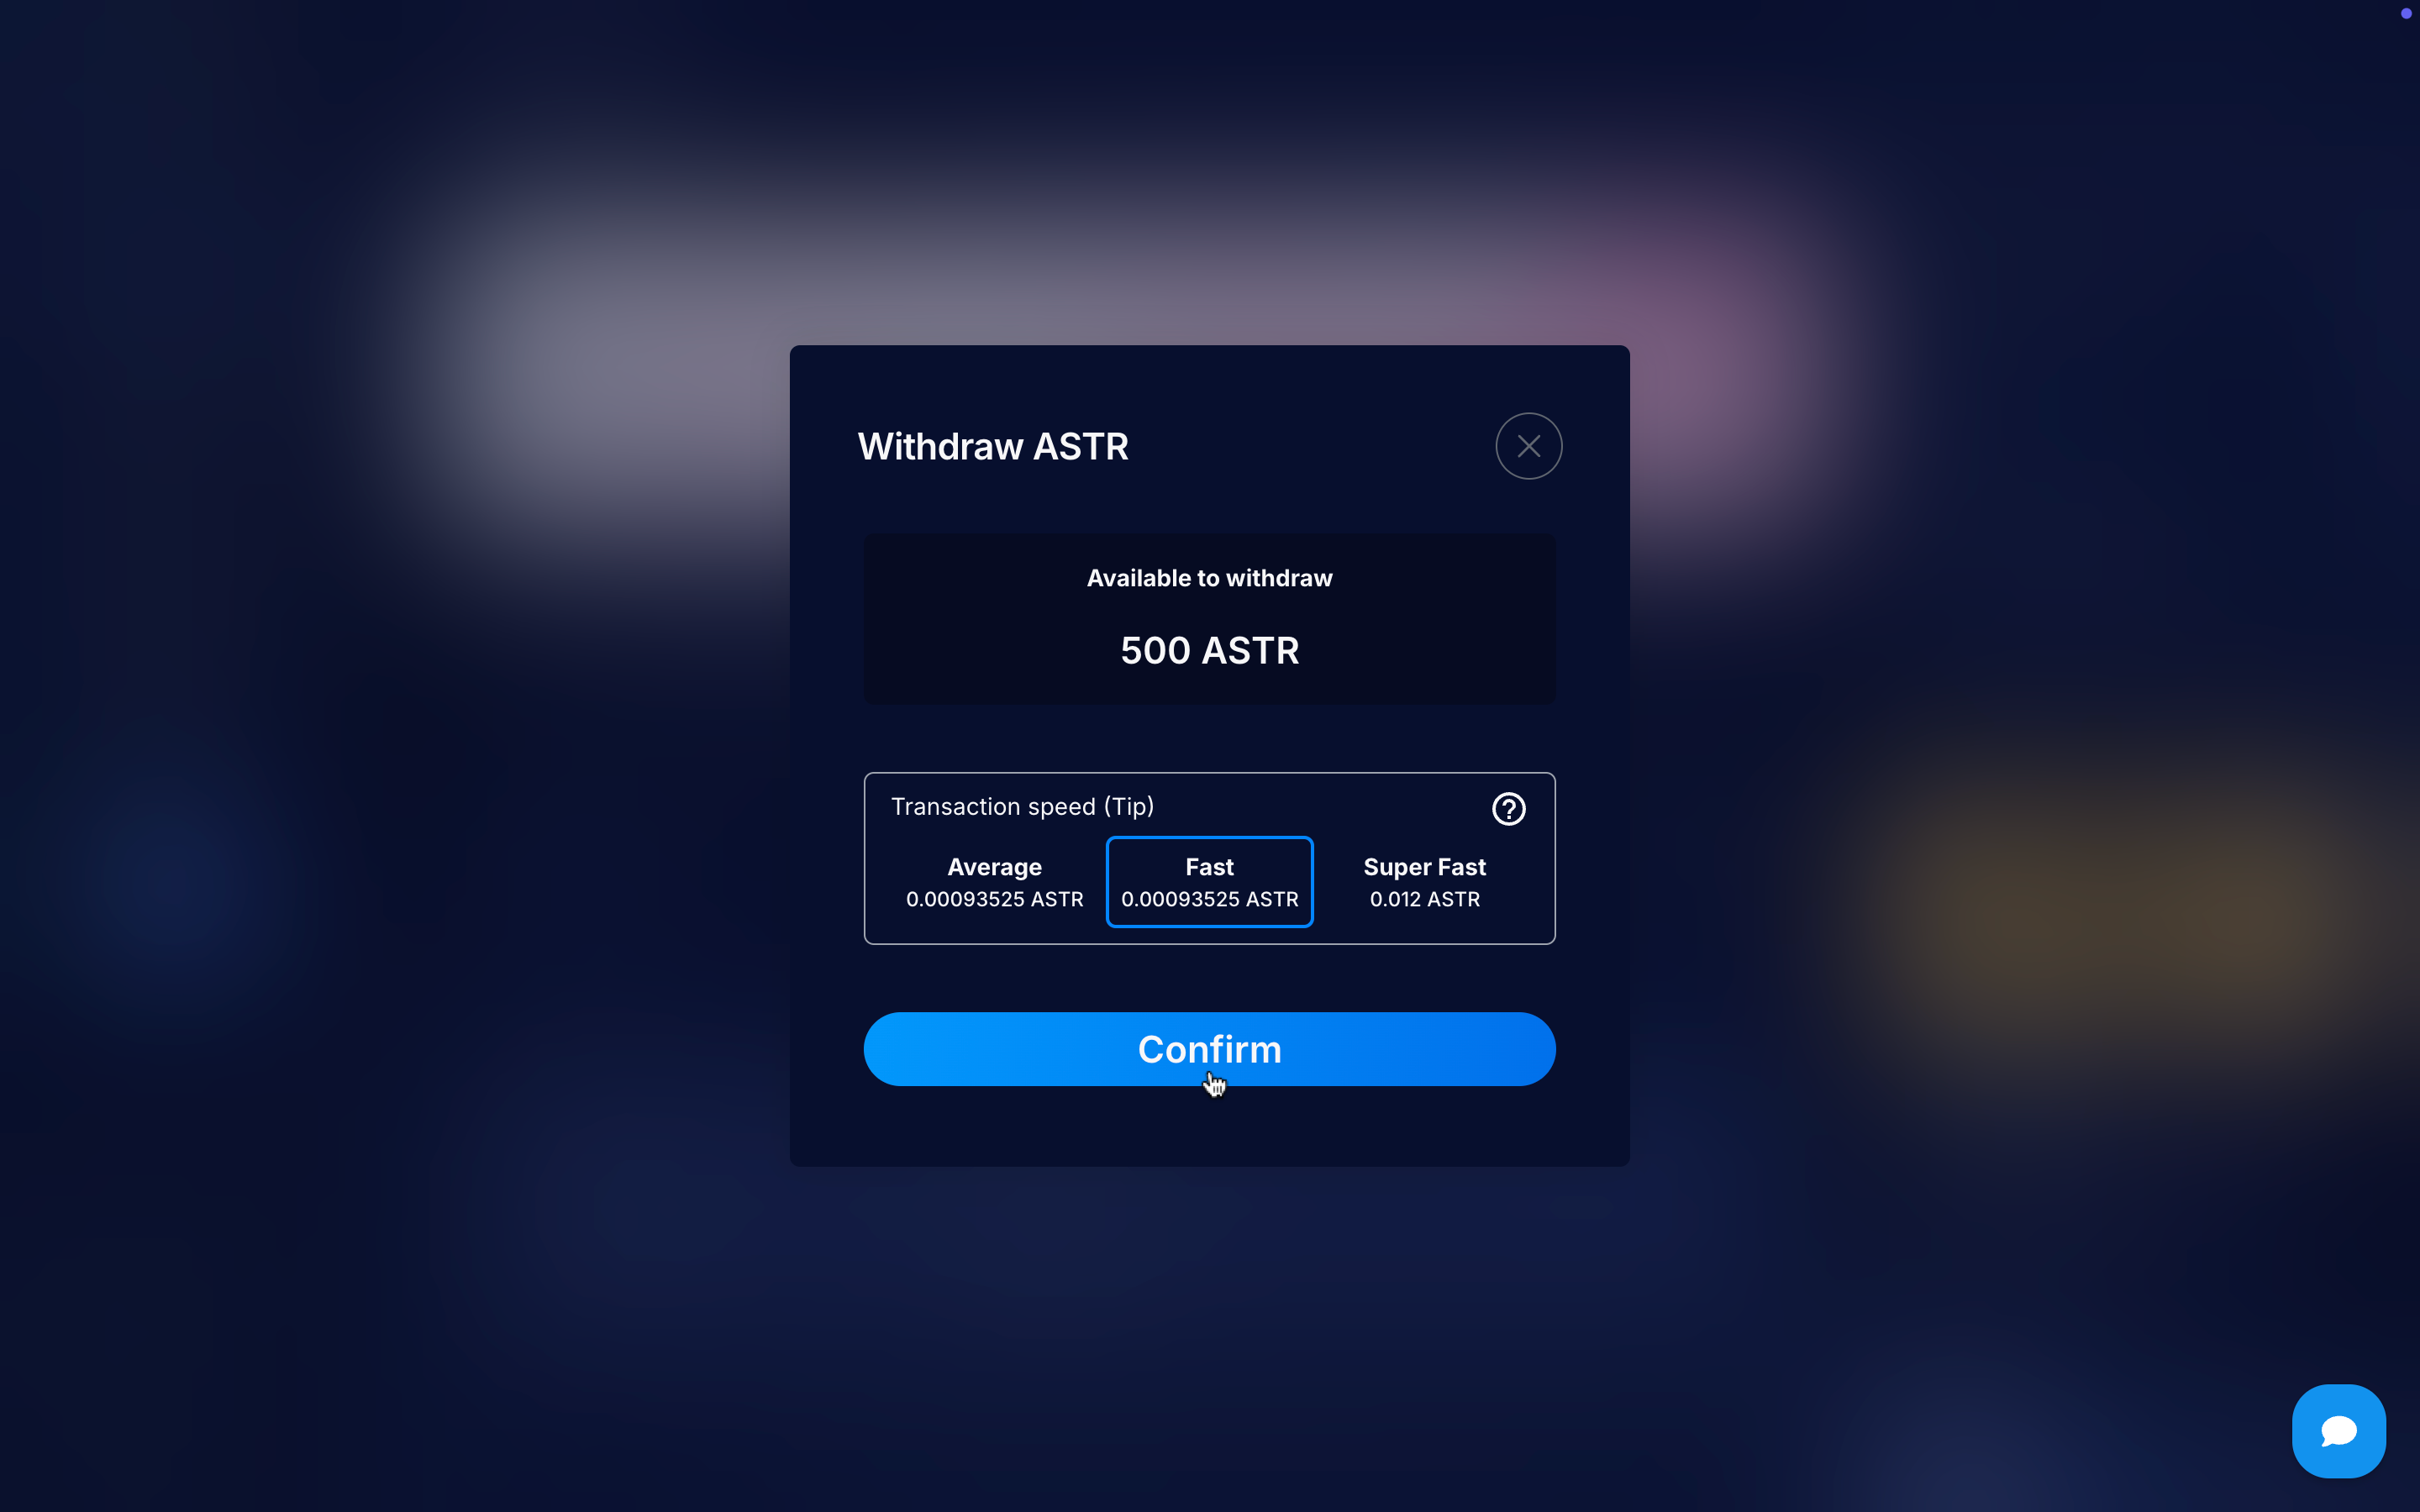 Withdraw ASTR
Available to withdraw
500 ASTR
Transaction speed (Tip)
Average
0.00093525 ASTR
Fast
0.00093525 ASTR
Super Fast
0.012 ASTR
Confirm